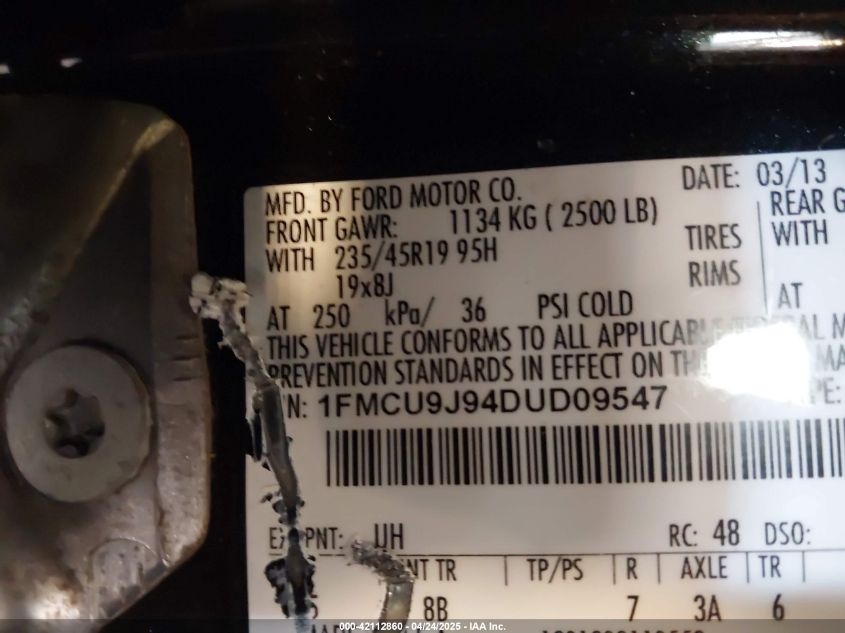 DATE: 03/13
MFD. BY FORD MOTOR CO.
FRONT GAWR: 1134 KG ( 2500 LB) REAR G
WITH 235/45R19 95H TIRES WITH
19x8J RIMS
AT 250 kPa/ 36 PSI COLD AT
THIS VEHICLE CONFORMS TO ALL APPLICAB
PREVENTION STANDARDS IN EFFECT ON
1FMCU9J94DUD09547
PNT: UH RC: 48 DSO:
NT TR TP/PS R AXLE TR
8B 7 3A 6
000-42112860 - 04/24/2025 - IAA Inc.